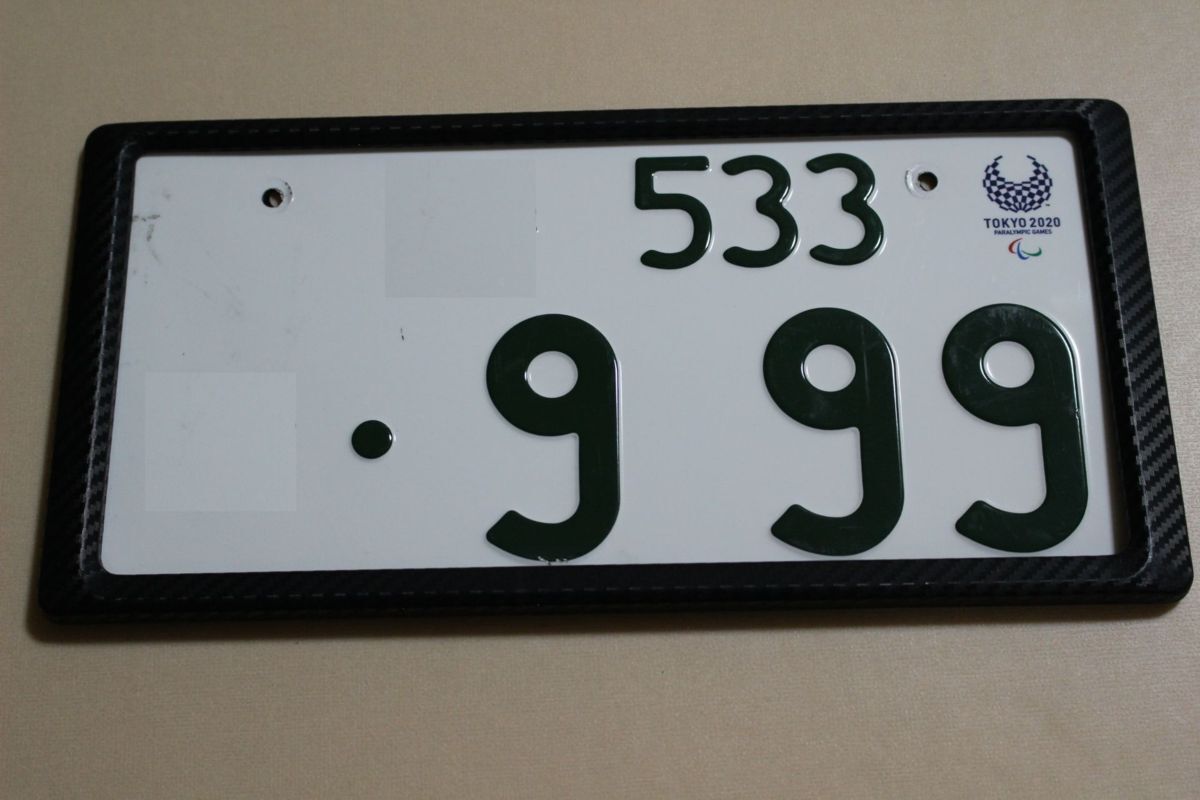 533
TOKYO 2020
PARALYMPIC GAMES
・9 99